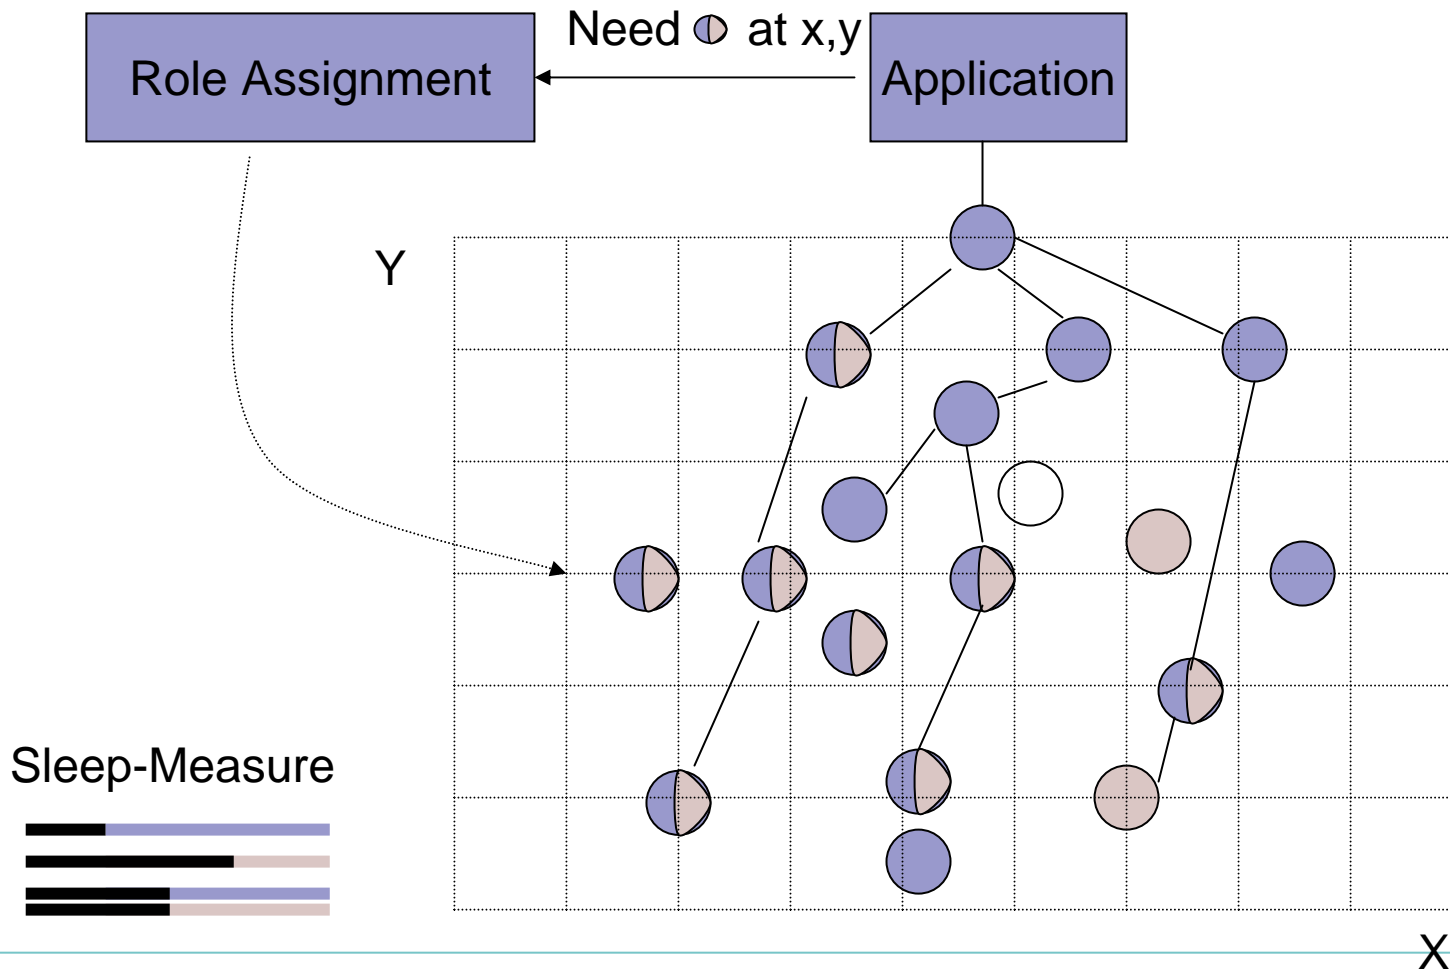 Need at x,y
Role Assignment
Application
Y
Sleep-Measure
X